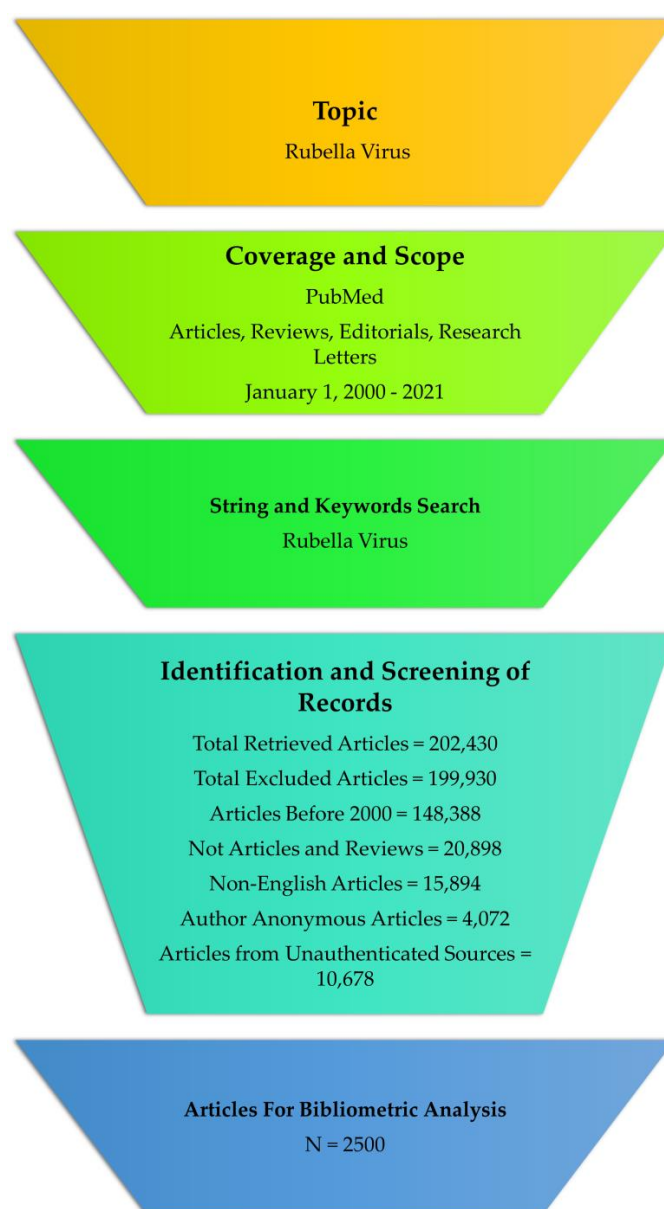 Topic
Rubella Virus
Coverage and Scope
PubMed
Articles, Reviews, Editorials, Research
Letters
January 1, 2000 - 2021
String and Keywords Search
Rubella Virus
Identification and Screening of
Records
Total Retrieved Articles = 202,430
Total Excluded Articles = 199,930
Articles Before 2000 = 148,388
Not Articles and Reviews = 20,898
Non-English Articles = 15,894
Author Anonymous Articles = 4,072
Articles from Unauthenticated Sources =
10,678
Articles For Bibliometric Analysis
N = 2500